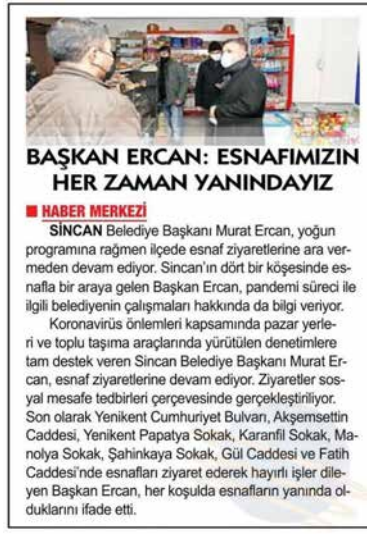 BAŞKAN ERCAN: ESNAFIMIZIN
HER ZAMAN YANINDAYIZ
HABER MERKEZİ
SİNCAN Belediye Başkanı Murat Ercan, yoğun
programına rağmen ilçede esnaf ziyaretlerine ara ver-
meden devam ediyor. Sincan'ın dört bir köşesinde es-
nafla bir araya gelen Başkan Ercan, pandemi süreci ile
ilgili belediyenin çalışmaları hakkında da bilgi veriyor.
Koronavirüs önlemleri kapsamında pazar yerle-
ri ve toplu taşıma araçlarında yürütülen denetimlere
tam destek veren Sincan Belediye Başkanı Murat Er-
can, esnaf ziyaretlerine devam ediyor. Ziyaretler sos-
yal mesafe tedbirleri çerçevesinde gerçekleştiriliyor.
Son olarak Yenikent Cumhuriyet Bulvarı, Akşemsettin
Caddesi, Yenikent Papatya Sokak, Karanfil Sokak, Ma-
nolya Sokak, Şahinkaya Sokak, Gül Caddesi ve Fatih
Caddesi'nde esnafları ziyaret ederek hayırlı işler dile-
yen Başkan Ercan, her koşulda esnafların yanında ol-
duklarını ifade etti.